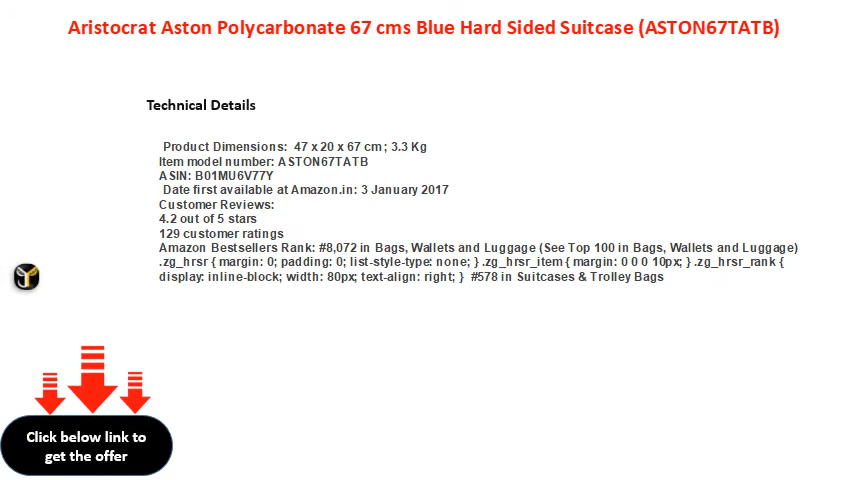 Aristocrat Aston Polycarbonate 67 cms Blue Hard Sided Suitcase (ASTON67TATB)
Technical Details
Product Dimensions: 47 x 20 x 67 cm ; 3.3 Kg
Item model number: ASTON67TATB
ASIN: B01MU6V77Y
Date first available at Amazon.in: 3 January 2017
Customer Reviews:
4.2 out of 5 stars
129 customer ratings
Amazon Bestsellers Rank: #8,072 in Bags, Wallets and Luggage (See Top 100 in Bags, Wallets and Luggage)
.zg_hrsr { margin: 0; padding: 0; list-style-type: none; } .zg_hrsr_item { margin: 0 0 0 10px; } .zg_hrsr_rank {
display: inline-block; width: 80px; text-align: right; } #578 in Suitcases & Trolley Bags
Click below link to
get the offer